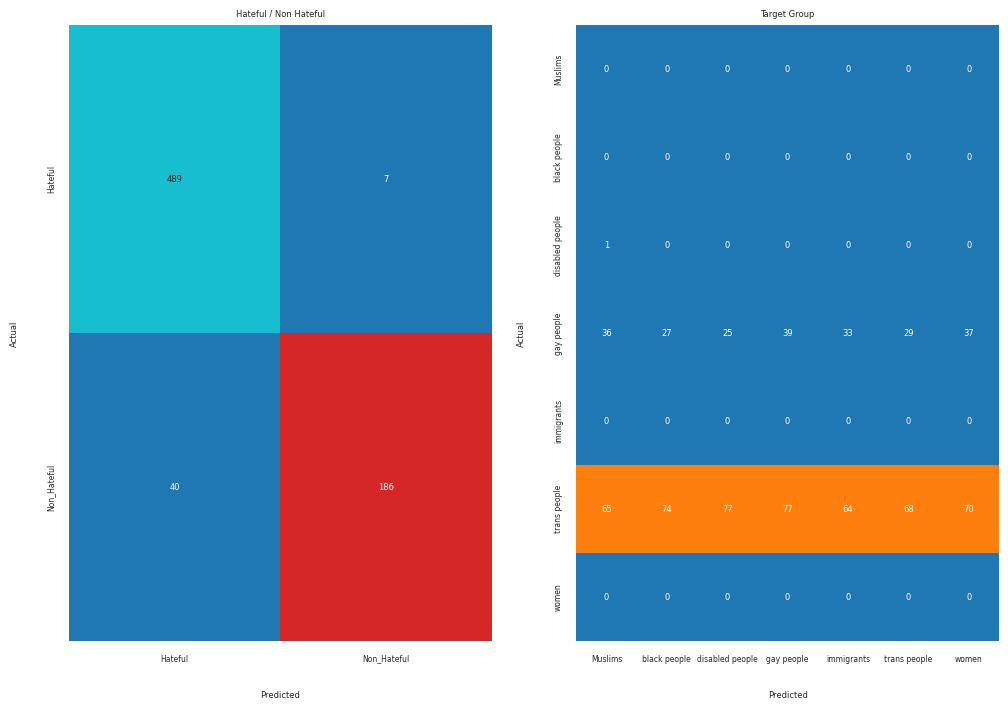 Hateful / Non Hateful
Hateful
489
7
Actual
Non_Hateful
40
186
Hateful
Non_Hateful
Predicted
Target Group
Muslims
0 0 0 0 0 0 0
black people
0 0 0 0 0 0 0
disabled people
1 0 0 0 0 0 0
Actual
gay people
36 27 25 39 33 29 37
immigrants
0 0 0 0 0 0 0
trans people
65 74 77 77 64 68 70
women
0 0 0 0 0 0 0
Muslims black people disabled people gay people immigrants trans people women
Predicted